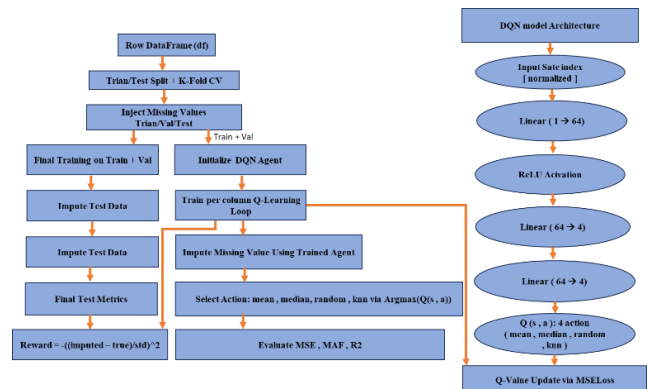 Row DataFrame (df)
Trian/Test Split + K-Fold CV
Inject Missing Values
Trian/Val/Test
Train + Val
Final Training on Train + Val
Initialize DQN Agent
Impute Test Data
Train per column Q-Learning
Loop
Impute Test Data
Impute Missing Value Using Trained Agent
Final Test Metrics
Select Action: mean , median, random , knn via Argmax(Q(s , a))
Reward = -((imputed – true)/std)^2
Evaluate MSE , MAF , R2
DQN model Architecture
Input Sate index
[ normalized ]
Linear ( 1 → 64)
ReLU Acivation
Linear ( 64 → 4)
Linear ( 64 → 4)
Q (s , a): 4 action
( mean , median , random
, knn )
Q-Value Update via MSELoss